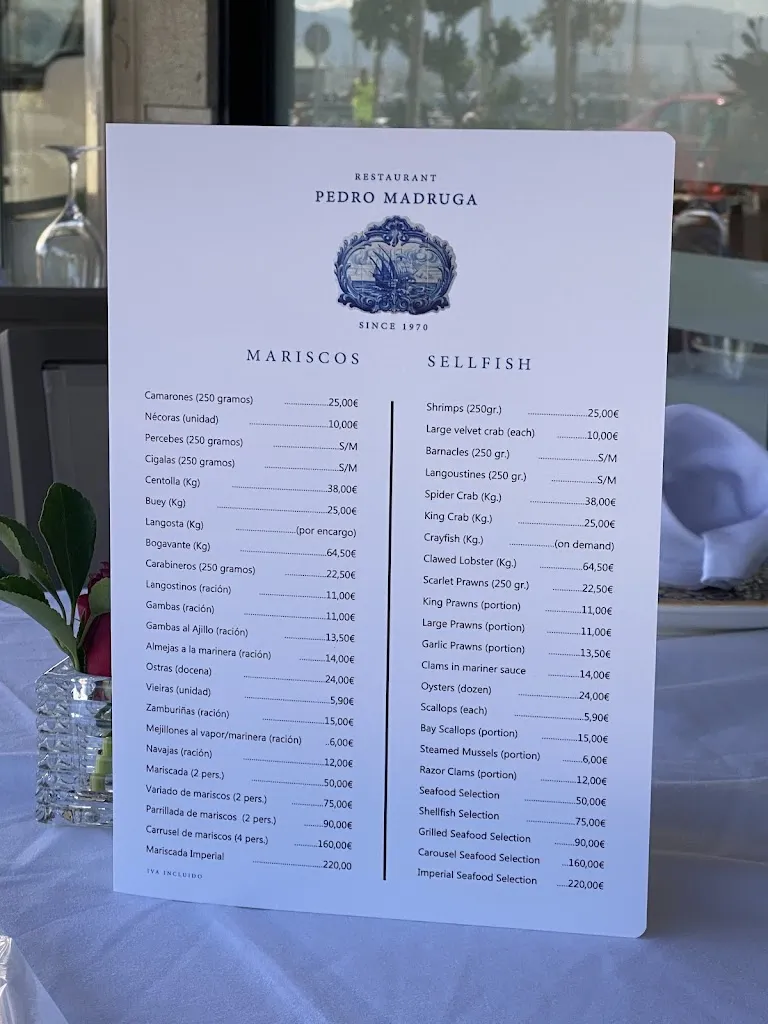 RESTAURANT
PEDRO MADRUGA
SINCE 1970
MARISCOS
Camarones (250 gramos) ........................25,00€
Nécoras (unidad) ........................10,00€
Percebes (250 gramos) ........................S/M
Cigalas (250 gramos) ........................S/M
Centolla (Kg) ........................38,00€
Buey (Kg) ........................25,00€
Langosta (Kg) ........................(por encargo)
Bogavante (Kg) ........................64,50€
Carabineros (250 gramos) ........................22,50€
Langostinos (ración) ........................11,00€
Gambas (ración) ........................11,00€
Gambas al Ajillo (ración) ........................13,50€
Almejas a la marinera (ración) ...........14,00€
Ostras (docena) ........................24,00€
Vieiras (unidad) ........................5,90€
Zamburiñas (ración) ........................15,00€
Mejillones al vapor/marinera (ración) ..6,00€
Navajas (ración) ........................12,00€
Mariscada (2 pers.) ........................50,00€
Variado de mariscos (2 pers.) ...........75,00€
Parrillada de mariscos (2 pers.) .......90,00€
Carrusel de mariscos (4 pers.) ........160,00€
Mariscada Imperial ........................220,00
IVA INCLUIDO
SELLFISH
Shrimps (250gr.) ........................25,00€
Large velvet crab (each) ...........10,00€
Barnacles (250 gr.) ........................S/M
Langoustines (250 gr.) ...................S/M
Spider Crab (Kg.) ........................38,00€
King Crab (Kg.) ........................25,00€
Crayfish (Kg.) ................(on demand)
Clawed Lobster (Kg.) ...............64,50€
Scarlet Prawns (250 gr.) ...........22,50€
King Prawns (portion) .............11,00€
Large Prawns (portion) ............11,00€
Garlic Prawns (portion) ............13,50€
Clams in mariner sauce ............14,00€
Oysters (dozen) ........................24,00€
Scallops (each) ........................5,90€
Bay Scallops (portion) ...........15,00€
Steamed Mussels (portion) ......6,00€
Razor Clams (portion) ............12,00€
Seafood Selection ........................50,00€
Shellfish Selection ........................75,00€
Grilled Seafood Selection ........90,00€
Carousel Seafood Selection ...160,00€
Imperial Seafood Selection .....220,00€